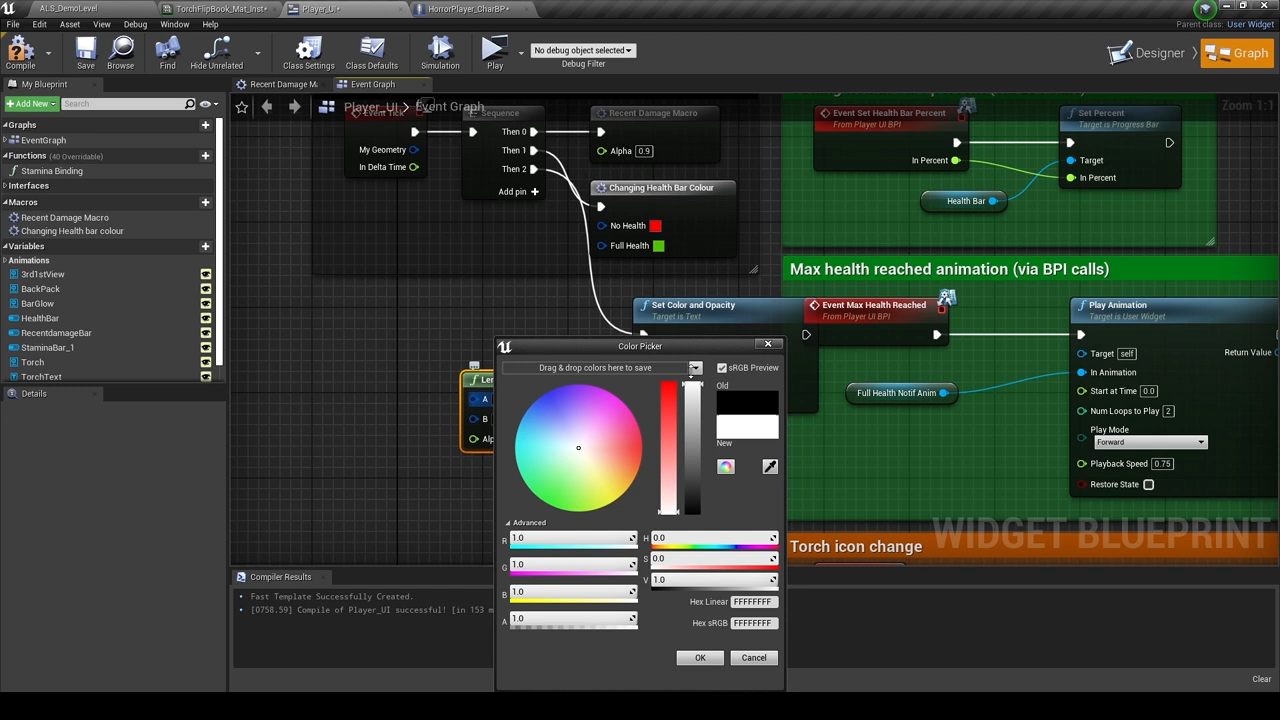 ALS_DemoLevel
TorchFlipBook_Mat_Inst*
Player_UI*
HorrorPlayer_CharBP*
File Edit Asset View Debug Window Help
Parent class: User Widget
Compile
Save
Browse
Find
Hide Unrelated
Class Settings
Class Defaults
Simulation
Play
No debug object selected
Debug Filter
Designer
Graph
My Blueprint
+Add New
Search
Graphs
EventGraph
Functions (40 Overridable)
Stamina Binding
Interfaces
Macros
Recent Damage Macro
Changing Health bar colour
Variables
Animations
3rd1stView
BackPack
BarGlow
HealthBar
RecentdamageBar
StaminaBar_1
Torch
TorchText
Details
Recent Damage M
Event Graph
Player_UI > Event Graph
Zoom 1:1
Event Tick
My Geometry
In Delta Time
Sequence
Then 0
Then 1
Then 2
Add pin +
Recent Damage Macro
Alpha 0.9
Changing Health Bar Colour
No Health
Full Health
Event Set Health Bar Percent
From Player UI BPI
In Percent
Set Percent
Target is Progress Bar
Target
In Percent
Health Bar
Max health reached animation (via BPI calls)
Set Color and Opacity
Target is Text
Event Max Health Reached
From Player UI BPI
Play Animation
Target is User Widget
Target self
Return Value
In Animation
Full Health Notif Anim
Start at Time 0.0
Num Loops to Play 2
Play Mode
Forward
Playback Speed 0.75
Restore State
A
B
WIDGET BLUEPRINT
Torch icon change
Color Picker
Drag & drop colors here to save
sRGB Preview
Old
New
Advanced
R 1.0
G 1.0
B 1.0
A 1.0
H 0.0
S 0.0
V 1.0
Hex Linear FFFFFFFF
Hex sRGB FFFFFFFF
OK
Cancel
Compiler Results
Fast Template Successfully Created.
[0758.59] Compile of Player_UI successful! [in 153 m
Clear